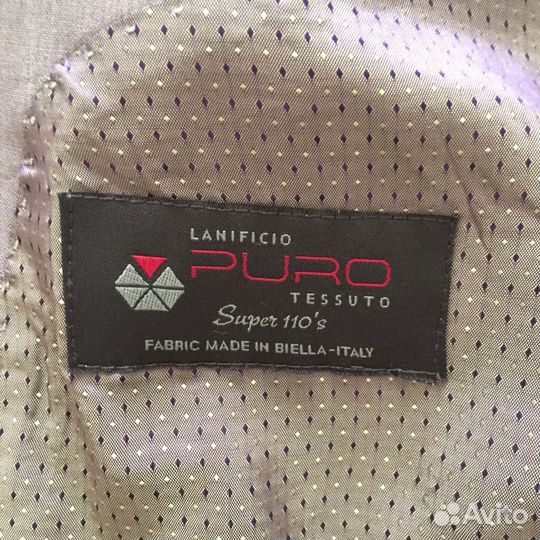 LANIFICIO
PURO
TESSUTO
Super 110's
FABRIC MADE IN BIELLA-ITALY
Avito